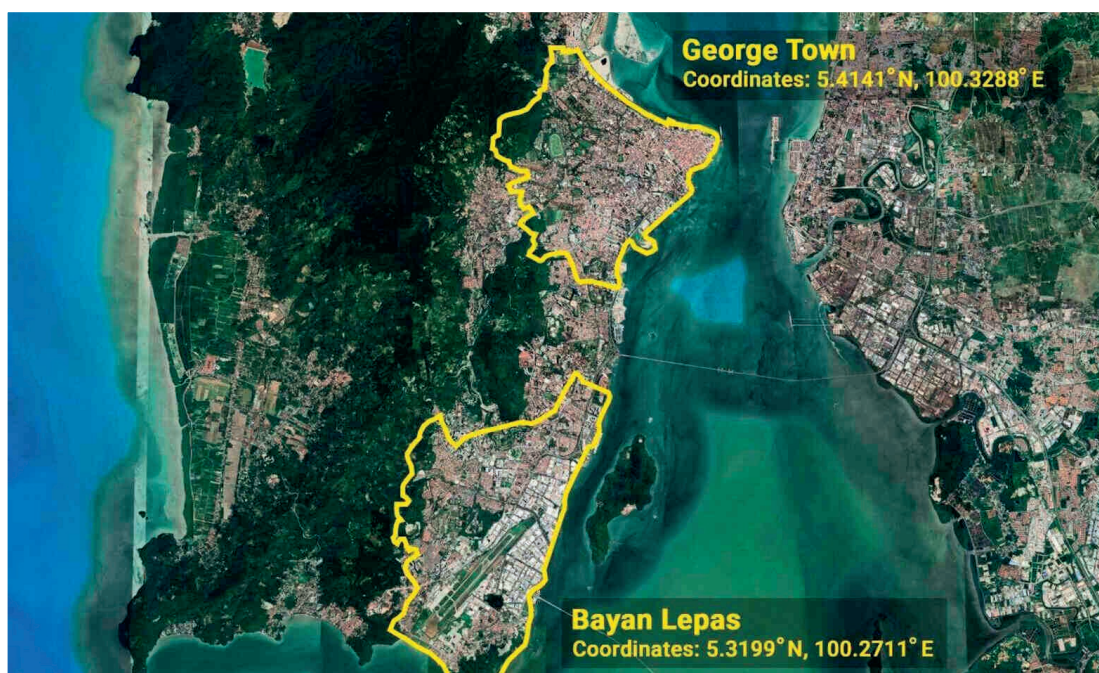 George Town
Coordinates: 5.4141° N, 100.3288° E
Bayan Lepas
Coordinates: 5.3199° N, 100.2711° E